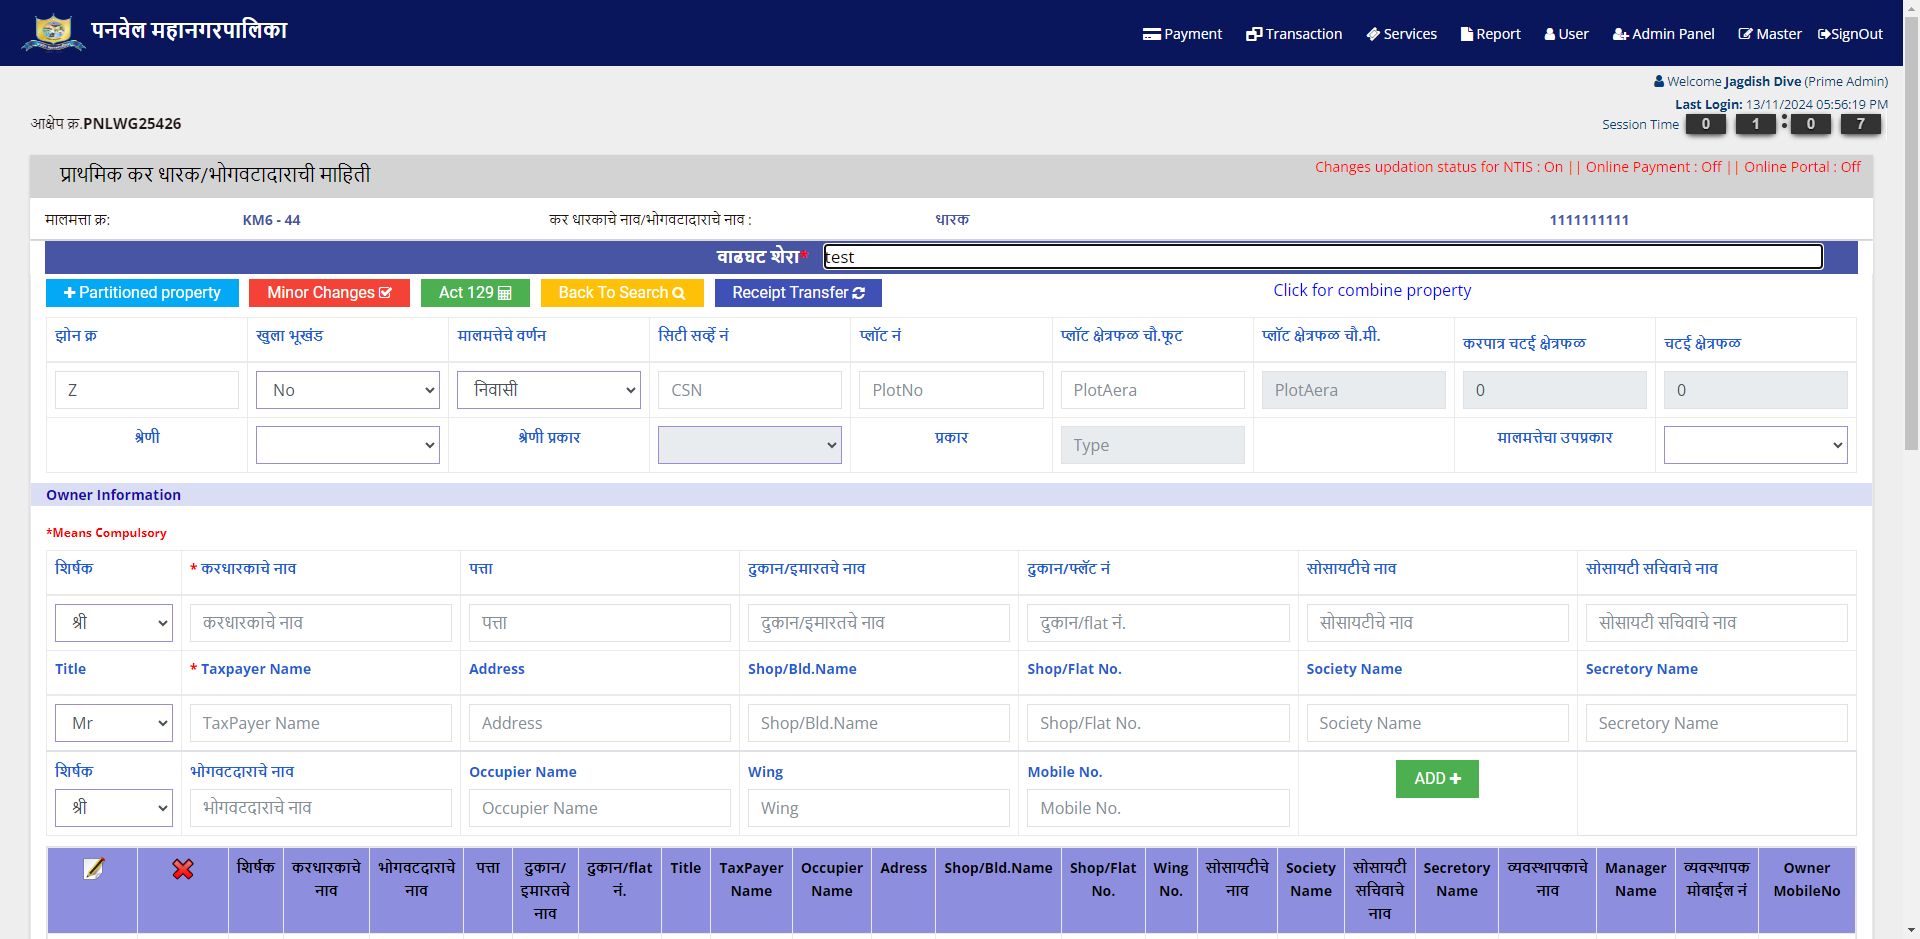 पनवेल महानगरपालिका
Payment Transaction Services Report User Admin Panel Master SignOut
Welcome Jagdish Dive (Prime Admin)
Last Login: 13/11/2024 05:56:19 PM
आक्षेप क्र.PNLWG25426
Session Time 0 1 : 0 7
प्राथमिक कर धारक/भोगवटादाराची माहिती
Changes updation status for NTIS : On || Online Payment : Off || Online Portal : Off
मालमत्ता क्र: KM6 - 44 कर धारकाचे नाव/भोगवटादाराचे नाव : धारक 1111111111
वाढघट शेरा* test
Partitioned property Minor Changes Act 129 Back To Search Receipt Transfer Click for combine property
झोन क्र खुला भूखंड मालमत्तेचे वर्णन सिटी सर्व्हे नं प्लॉट नं प्लॉट क्षेत्रफळ चौ.फूट प्लॉट क्षेत्रफळ चौ.मी. करपात्र चटई क्षेत्रफळ चटई क्षेत्रफळ
Z No निवासी CSN PlotNo PlotAera PlotAera 0 0
श्रेणी श्रेणी प्रकार प्रकार Type मालमत्तेचा उपप्रकार
Owner Information
*Means Compulsory
शिर्षक * करधारकाचे नाव पत्ता दुकान/इमारतचे नाव दुकान/फ्लॅट नं सोसायटीचे नाव सोसायटी सचिवाचे नाव
श्री करधारकाचे नाव पत्ता दुकान/इमारतचे नाव दुकान/flat नं. सोसायटीचे नाव सोसायटी सचिवाचे नाव
Title * Taxpayer Name Address Shop/Bld.Name Shop/Flat No. Society Name Secretory Name
Mr TaxPayer Name Address Shop/Bld.Name Shop/Flat No. Society Name Secretory Name
शिर्षक भोगवटदाराचे नाव Occupier Name Wing Mobile No. ADD
श्री भोगवटदाराचे नाव Occupier Name Wing Mobile No.
शिर्षक करधारकाचे भोगवटदाराचे पत्ता दुकान/ दुकान/flat Title TaxPayer Occupier Adress Shop/Bld.Name Shop/Flat Wing सोसायटीचे Society सोसायटी Secretory व्यवस्थापकाचे Manager व्यवस्थापक Owner
नाव नाव इमारतचे नं. Name Name No. No. नाव Name सचिवाचे Name नाव Name मोबाईल नं MobileNo
नाव नाव